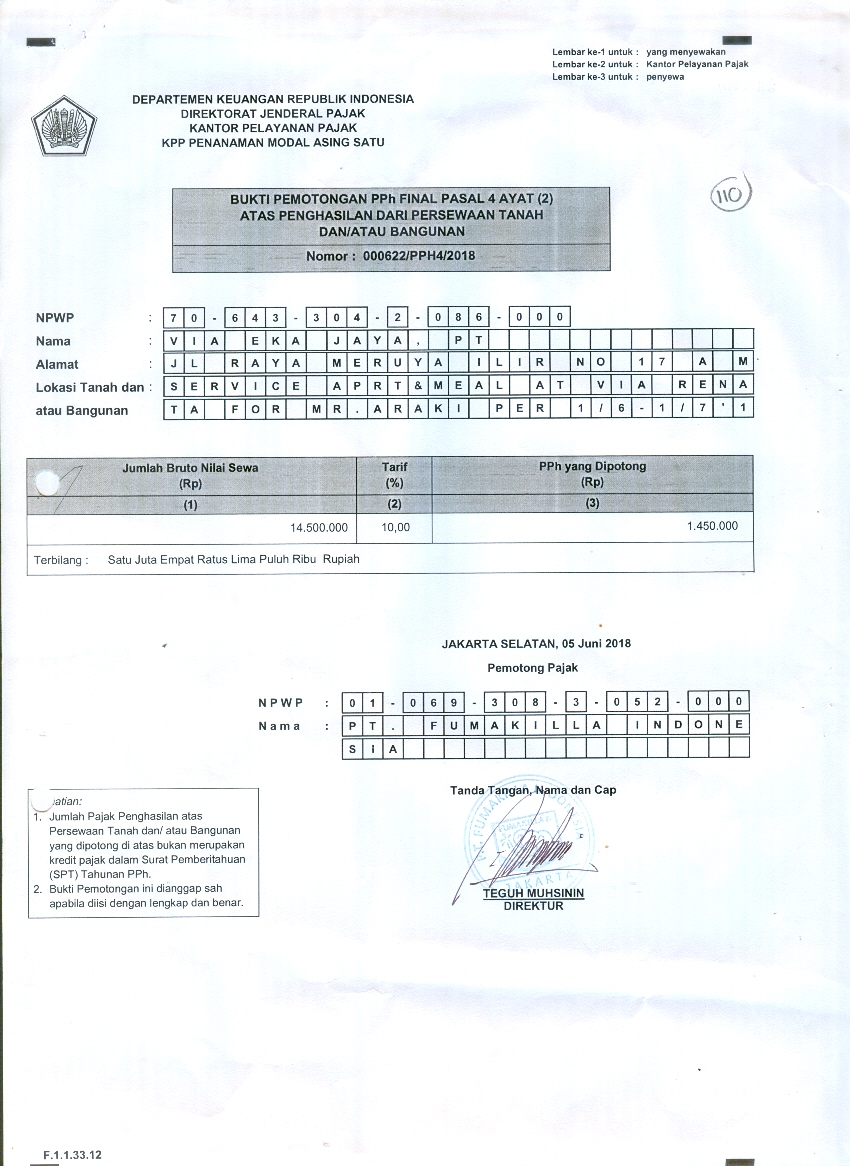 Lembar ke-1 untuk : yang menyewakan
Lembar ke-2 untuk : Kantor Pelayanan Pajak
Lembar ke-3 untuk : penyewa
DEPARTEMEN KEUANGAN REPUBLIK INDONESIA
DIREKTORAT JENDERAL PAJAK
KANTOR PELAYANAN PAJAK
KPP PENANAMAN MODAL ASING SATU
110
BUKTI PEMOTONGAN PPh FINAL PASAL 4 AYAT (2)
ATAS PENGHASILAN DARI PERSEWAAN TANAH
DAN/ATAU BANGUNAN
Nomor : 000622/PPH4/2018
NPWP : 70-643-304-2-086-000
Nama : VIA EKA JAYA, PT
Alamat : JL RAYA MERUYA ILIR NO 17 A M
Lokasi Tanah dan : SERVICE APRT&MEAL AT VIA RENA
atau Bangunan TA FOR MR.ARAKI PER 1/6-1/7'1
Jumlah Bruto Nilai Sewa Tarif PPh yang Dipotong
(Rp) (%) (Rp)
(1) (2) (3)
14.500.000 10,00 1.450.000
Terbilang : Satu Juta Empat Ratus Lima Puluh Ribu Rupiah
JAKARTA SELATAN, 05 Juni 2018
Pemotong Pajak
NPWP : 01-069-308-3-052-000
Nama : PT. FUMAKILLA INDONE
SIA
Tanda Tangan, Nama dan Cap
JAKARTA
TEGUH MUHSININ
DIREKTUR
atian:
1. Jumlah Pajak Penghasilan atas
Persewaan Tanah dan/ atau Bangunan
yang dipotong di atas bukan merupakan
kredit pajak dalam Surat Pemberitahuan
(SPT) Tahunan PPh.
2. Bukti Pemotongan ini dianggap sah
apabila diisi dengan lengkap dan benar.
F.1.1.33.12